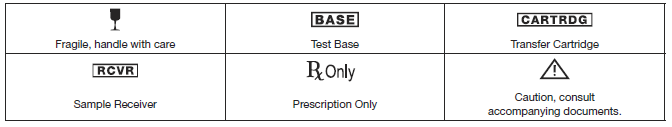 BASE
CARTRDG
Fragile, handle with care
Test Base
Transfer Cartridge
RCVR
℞ Only
Sample Receiver
Prescription Only
Caution, consult
accompanying documents.